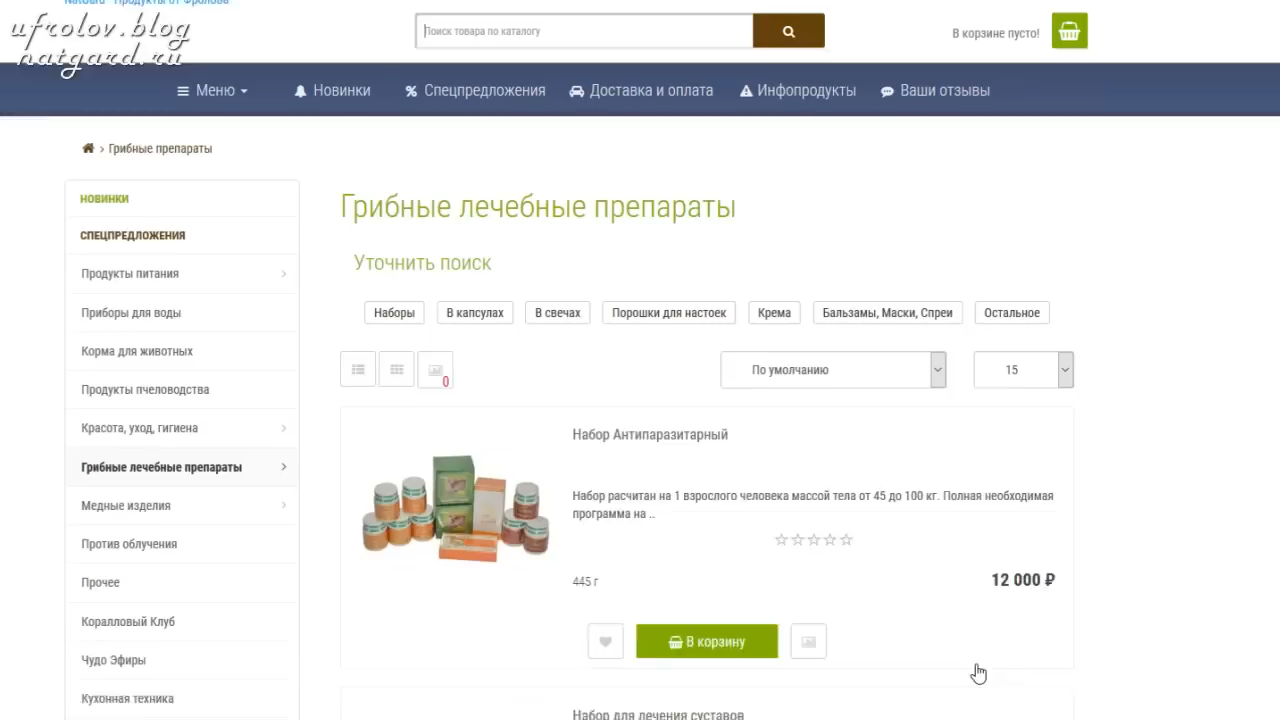 NatGard - Продукты от Фролова
ufrolov.blog
natgard.ru
Поиск товара по каталогу
В корзине пусто!
Меню
Новинки
Спецпредложения
Доставка и оплата
Инфопродукты
Ваши отзывы
› Грибные препараты
НОВИНКИ
СПЕЦПРЕДЛОЖЕНИЯ
Продукты питания
Приборы для воды
Корма для животных
Продукты пчеловодства
Красота, уход, гигиена
Грибные лечебные препараты
Медные изделия
Против облучения
Прочее
Коралловый Клуб
Чудо Эфиры
Кухонная техника
Грибные лечебные препараты
Уточнить поиск
Наборы
В капсулах
В свечах
Порошки для настоек
Крема
Бальзамы, Маски, Спреи
Остальное
0
По умолчанию
15
Набор Антипаразитарный
Набор расчитан на 1 взрослого человека массой тела от 45 до 100 кг. Полная необходимая
программа на ..
445 г
12 000 ₽
В корзину
Набор для лечения суставов